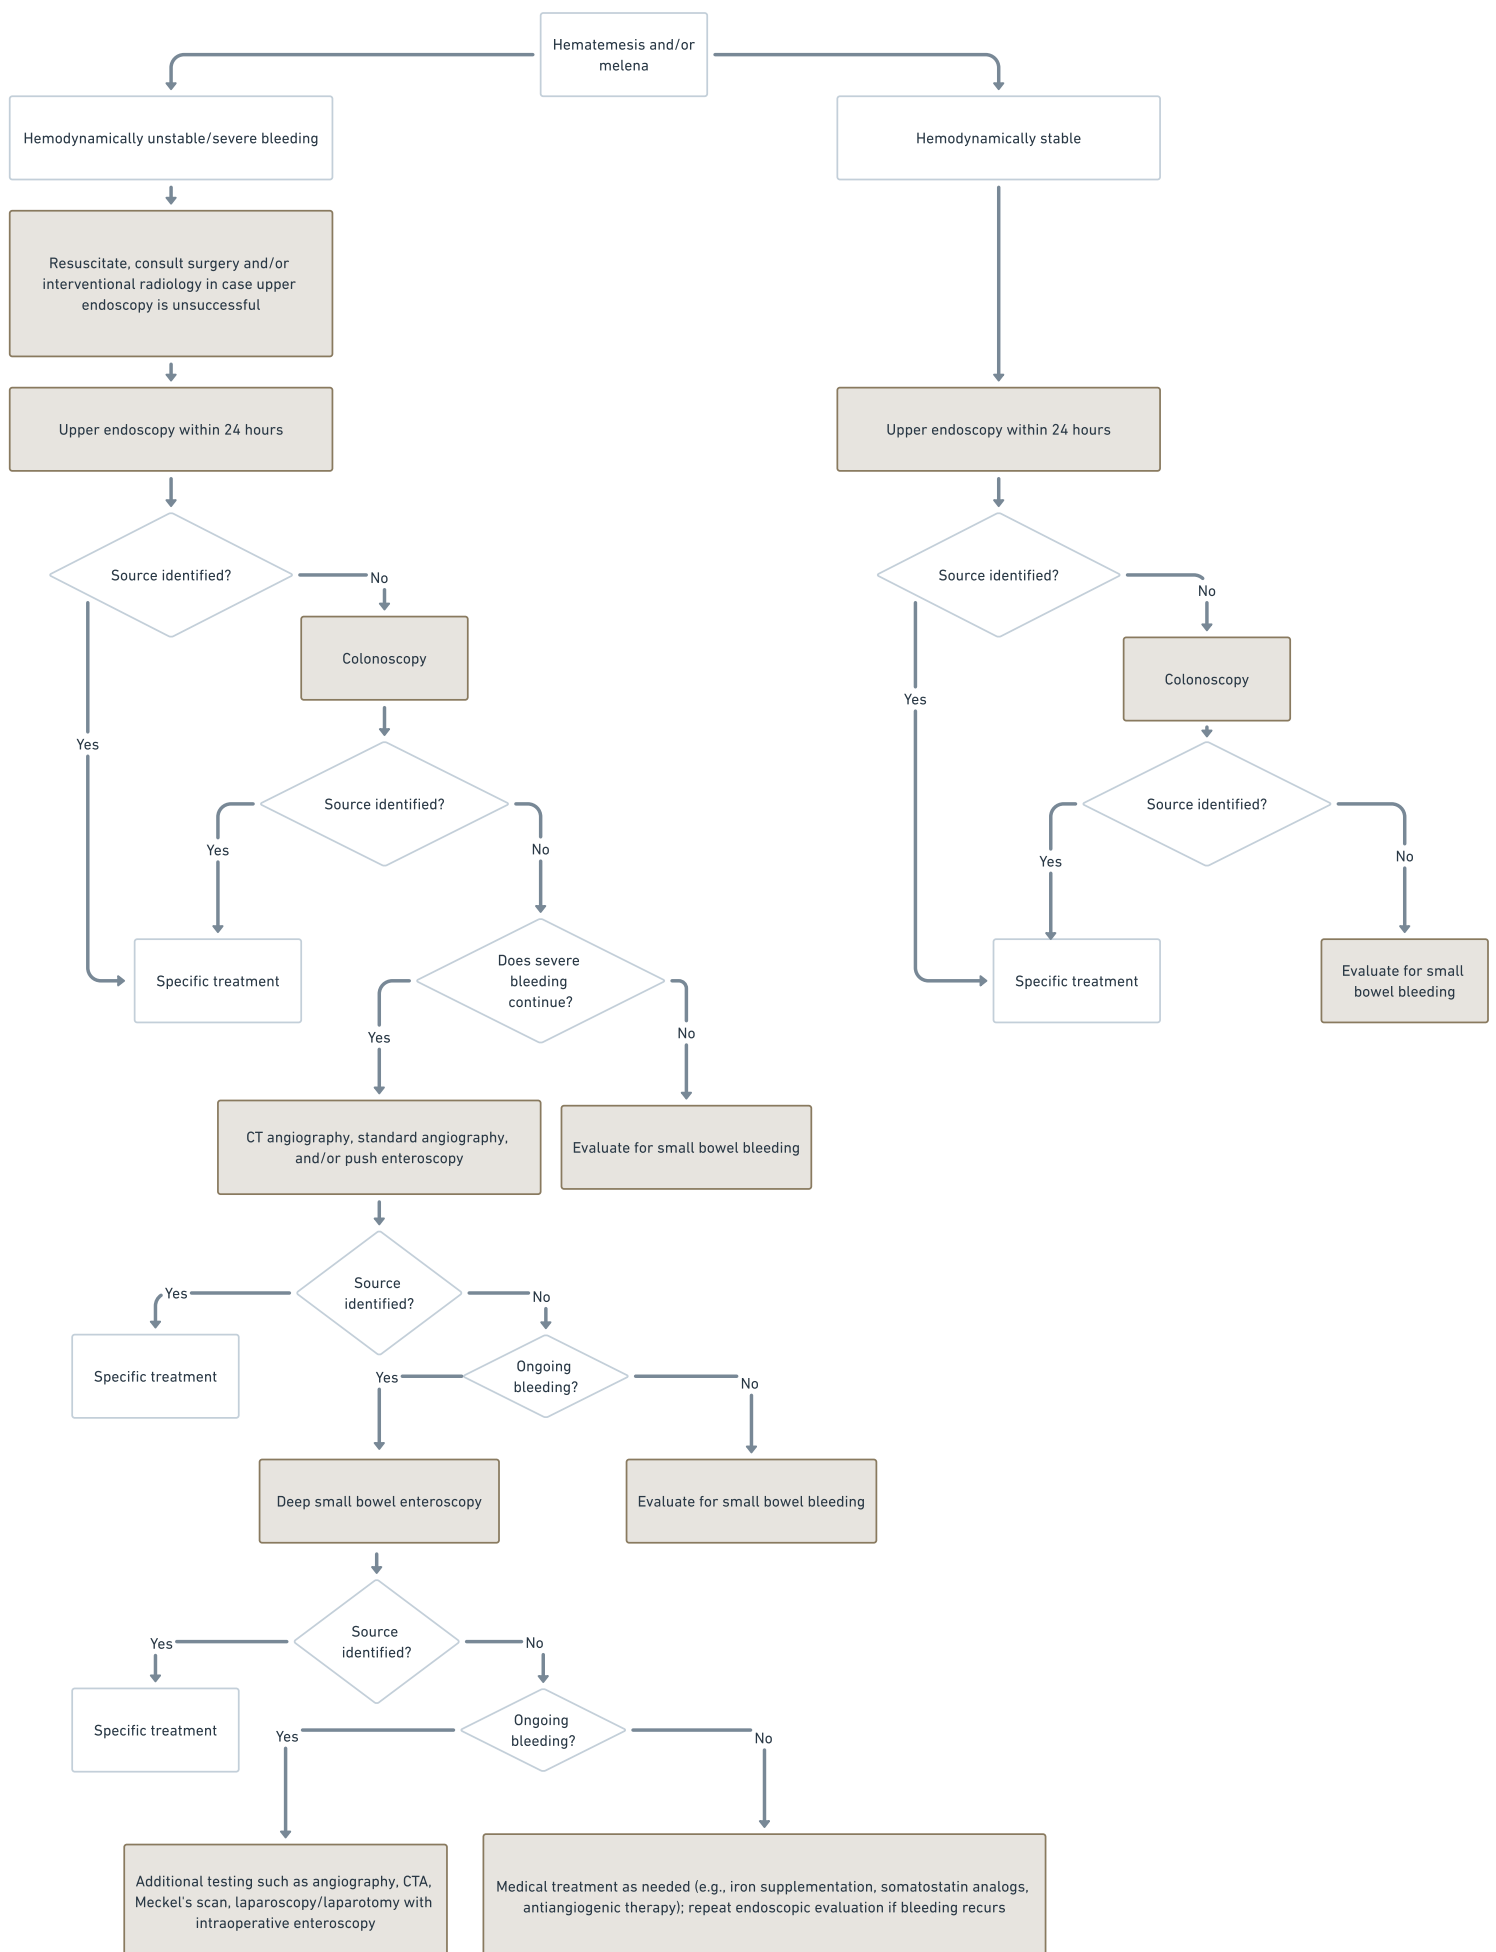 Hematemesis and/or
melena
Hemodynamically unstable/severe bleeding
Hemodynamically stable
Resuscitate, consult surgery and/or
interventional radiology in case upper
endoscopy is unsuccessful
Upper endoscopy within 24 hours
Upper endoscopy within 24 hours
Source identified?
No
Source identified?
No
Colonoscopy
Colonoscopy
Yes
Yes
Source identified?
Source identified?
Yes
No
Yes
No
Specific treatment
Does severe
bleeding
continue?
Specific treatment
Evaluate for small
bowel bleeding
Yes
No
CT angiography, standard angiography,
and/or push enteroscopy
Evaluate for small bowel bleeding
Source
identified?
Yes
No
Specific treatment
Ongoing
bleeding?
Yes
No
Deep small bowel enteroscopy
Evaluate for small bowel bleeding
Source
identified?
Yes
No
Specific treatment
Ongoing
bleeding?
Yes
No
Additional testing such as angiography, CTA,
Meckel's scan, laparoscopy/laparotomy with
intraoperative enteroscopy
Medical treatment as needed (e.g., iron supplementation, somatostatin analogs,
antiangiogenic therapy); repeat endoscopic evaluation if bleeding recurs